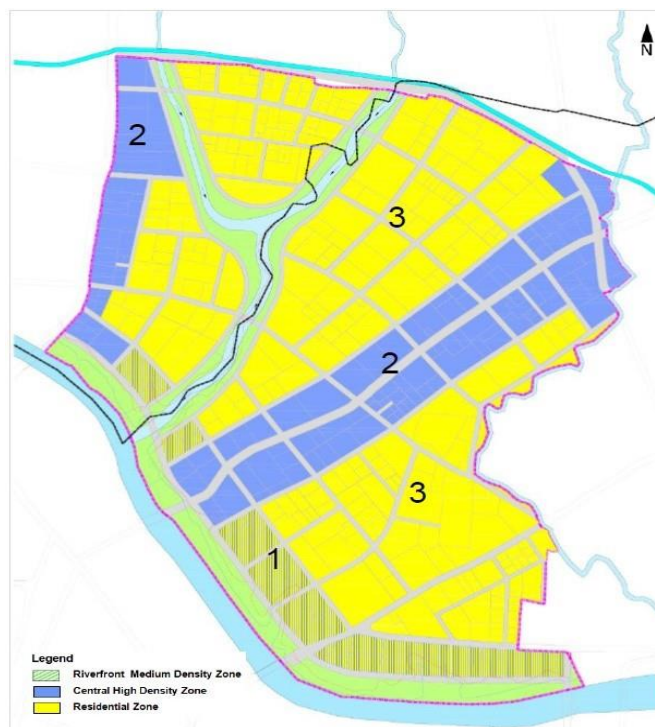 N
2
3
2
3
1
Legend
Riverfront Medium Density Zone
Central High Density Zone
Residential Zone